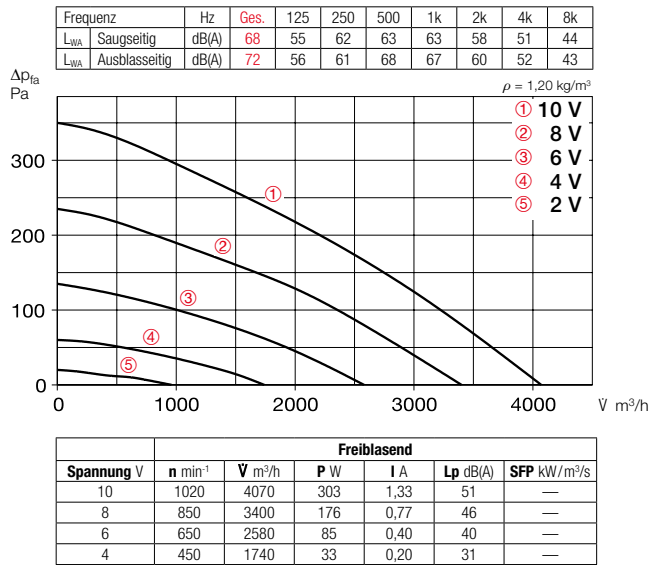 Frequenz Hz Ges. 125 250 500 1k 2k 4k 8k
LWA Saugseitig dB(A) 68 55 62 63 63 58 51 44
LWA Ausblasseitig dB(A) 72 56 61 68 67 60 52 43
Δpfa
Pa
ρ = 1,20 kg/m³
① 10 V
② 8 V
③ 6 V
④ 4 V
⑤ 2 V
300
200
100
0
①
②
③
④
⑤
0 1000 2000 3000 4000 V̇ m³/h
Freiblasend
Spannung V n min-1 V̇ m³/h P W I A Lp dB(A) SFP kW/m³/s
10 1020 4070 303 1,33 51 —
8 850 3400 176 0,77 46 —
6 650 2580 85 0,40 40 —
4 450 1740 33 0,20 31 —